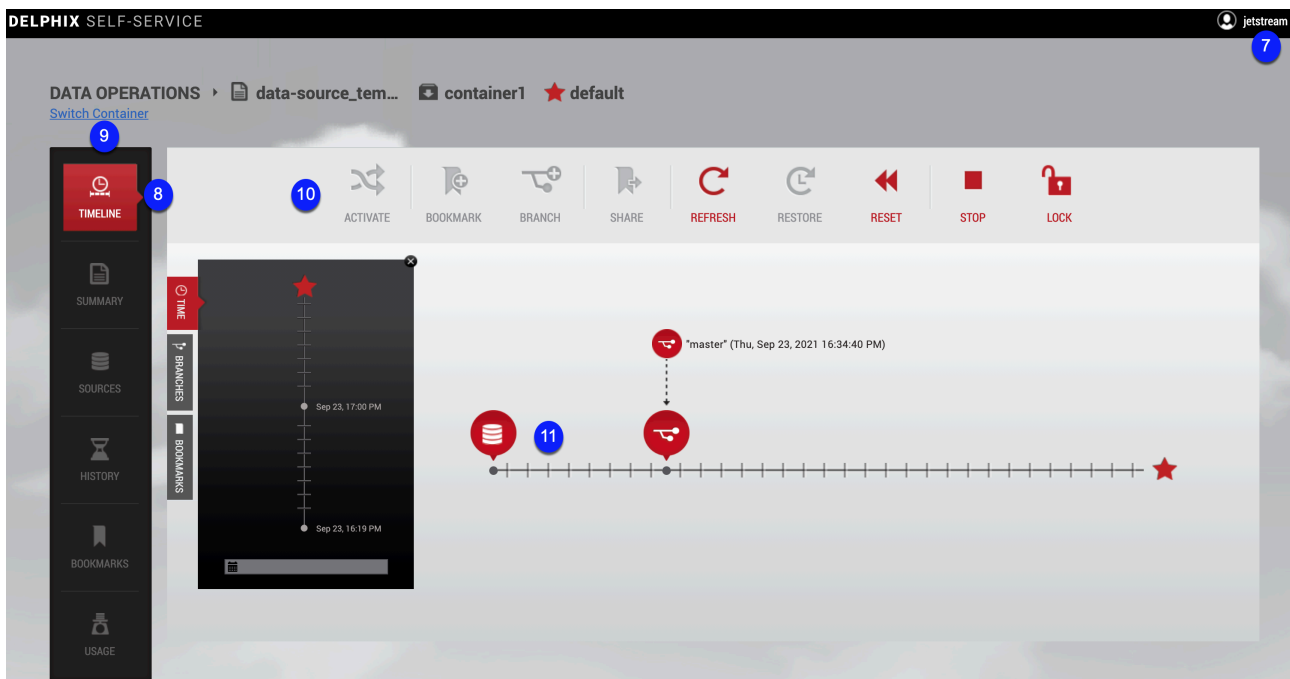 DELPHIX SELF-SERVICE
jetstream
7
DATA OPERATIONS data-source_tem... container1 default
Switch Container
9
8
TIMELINE
SUMMARY
SOURCES
HISTORY
BOOKMARKS
USAGE
10
ACTIVATE BOOKMARK BRANCH SHARE REFRESH RESTORE RESET STOP LOCK
TIME
BRANCHES
BOOKMARKS
Sep 23, 17:00 PM
Sep 23, 16:19 PM
"master" (Thu, Sep 23, 2021 16:34:40 PM)
11